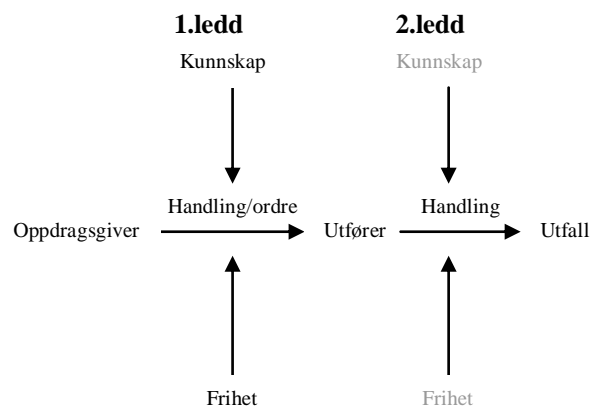 1.ledd 2.ledd
Kunnskap Kunnskap
Handling/ordre Handling
Oppdragsgiver Utfører Utfall
Frihet Frihet